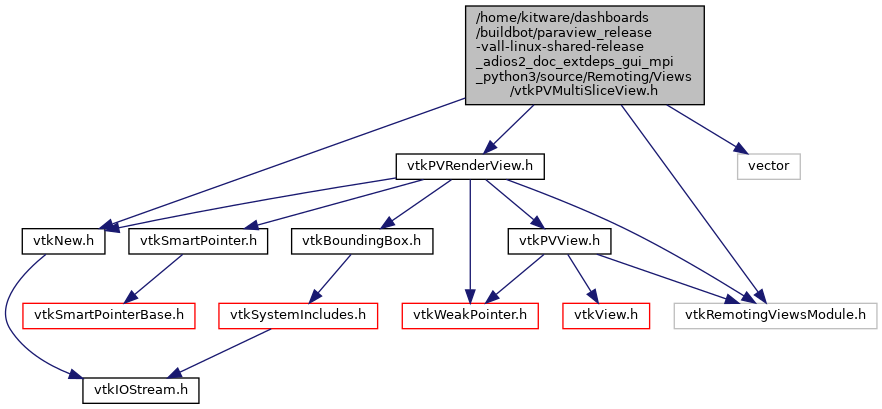 /home/kitware/dashboards
/buildbot/paraview_release
-vall-linux-shared-release
_adios2_doc_extdeps_gui_mpi
_python3/source/Remoting/Views
/vtkPVMultiSliceView.h
vtkPVRenderView.h
vector
vtkNew.h
vtkSmartPointer.h
vtkBoundingBox.h
vtkPVView.h
vtkSmartPointerBase.h
vtkSystemIncludes.h
vtkWeakPointer.h
vtkView.h
vtkRemotingViewsModule.h
vtkIOStream.h